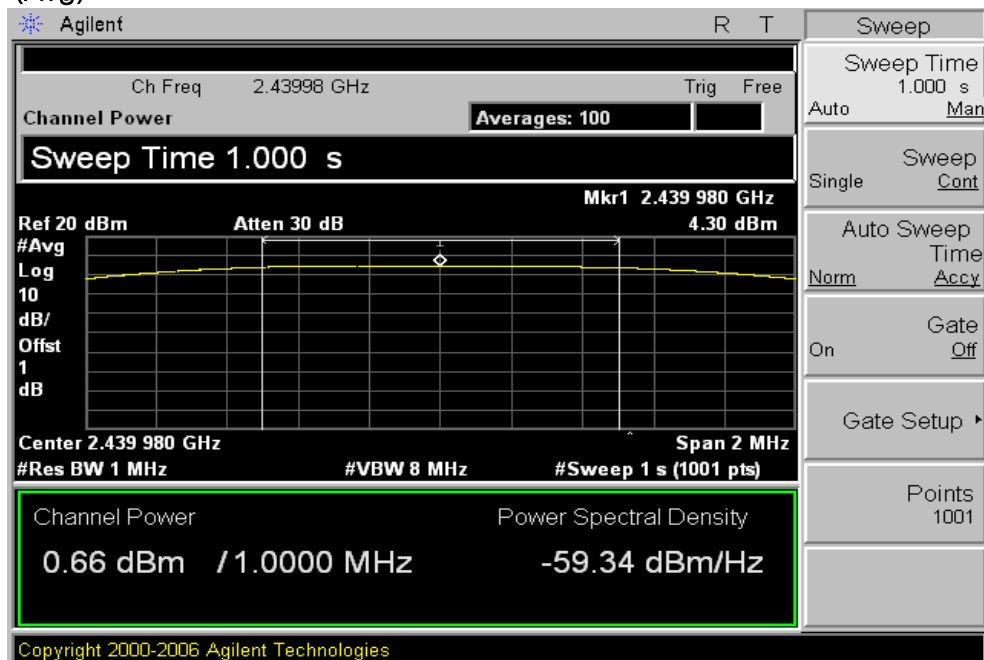 Agilent R T
Ch Freq 2.43998 GHz Trig Free
Channel Power Averages: 100
Sweep Time 1.000 s
Mkr1 2.439 980 GHz
Ref 20 dBm Atten 30 dB 4.30 dBm
#Avg
Log
10
dB/
Offst
1
dB
1
Center 2.439 980 GHz Span 2 MHz
#Res BW 1 MHz #VBW 8 MHz #Sweep 1 s (1001 pts)
Channel Power Power Spectral Density
0.66 dBm / 1.0000 MHz -59.34 dBm/Hz
Copyright 2000-2006 Agilent Technologies
Sweep
Sweep Time
1.000 s
Auto Man
Sweep
Single Cont
Auto Sweep
Time
Norm Accy
Gate
On Off
Gate Setup
Points
1001